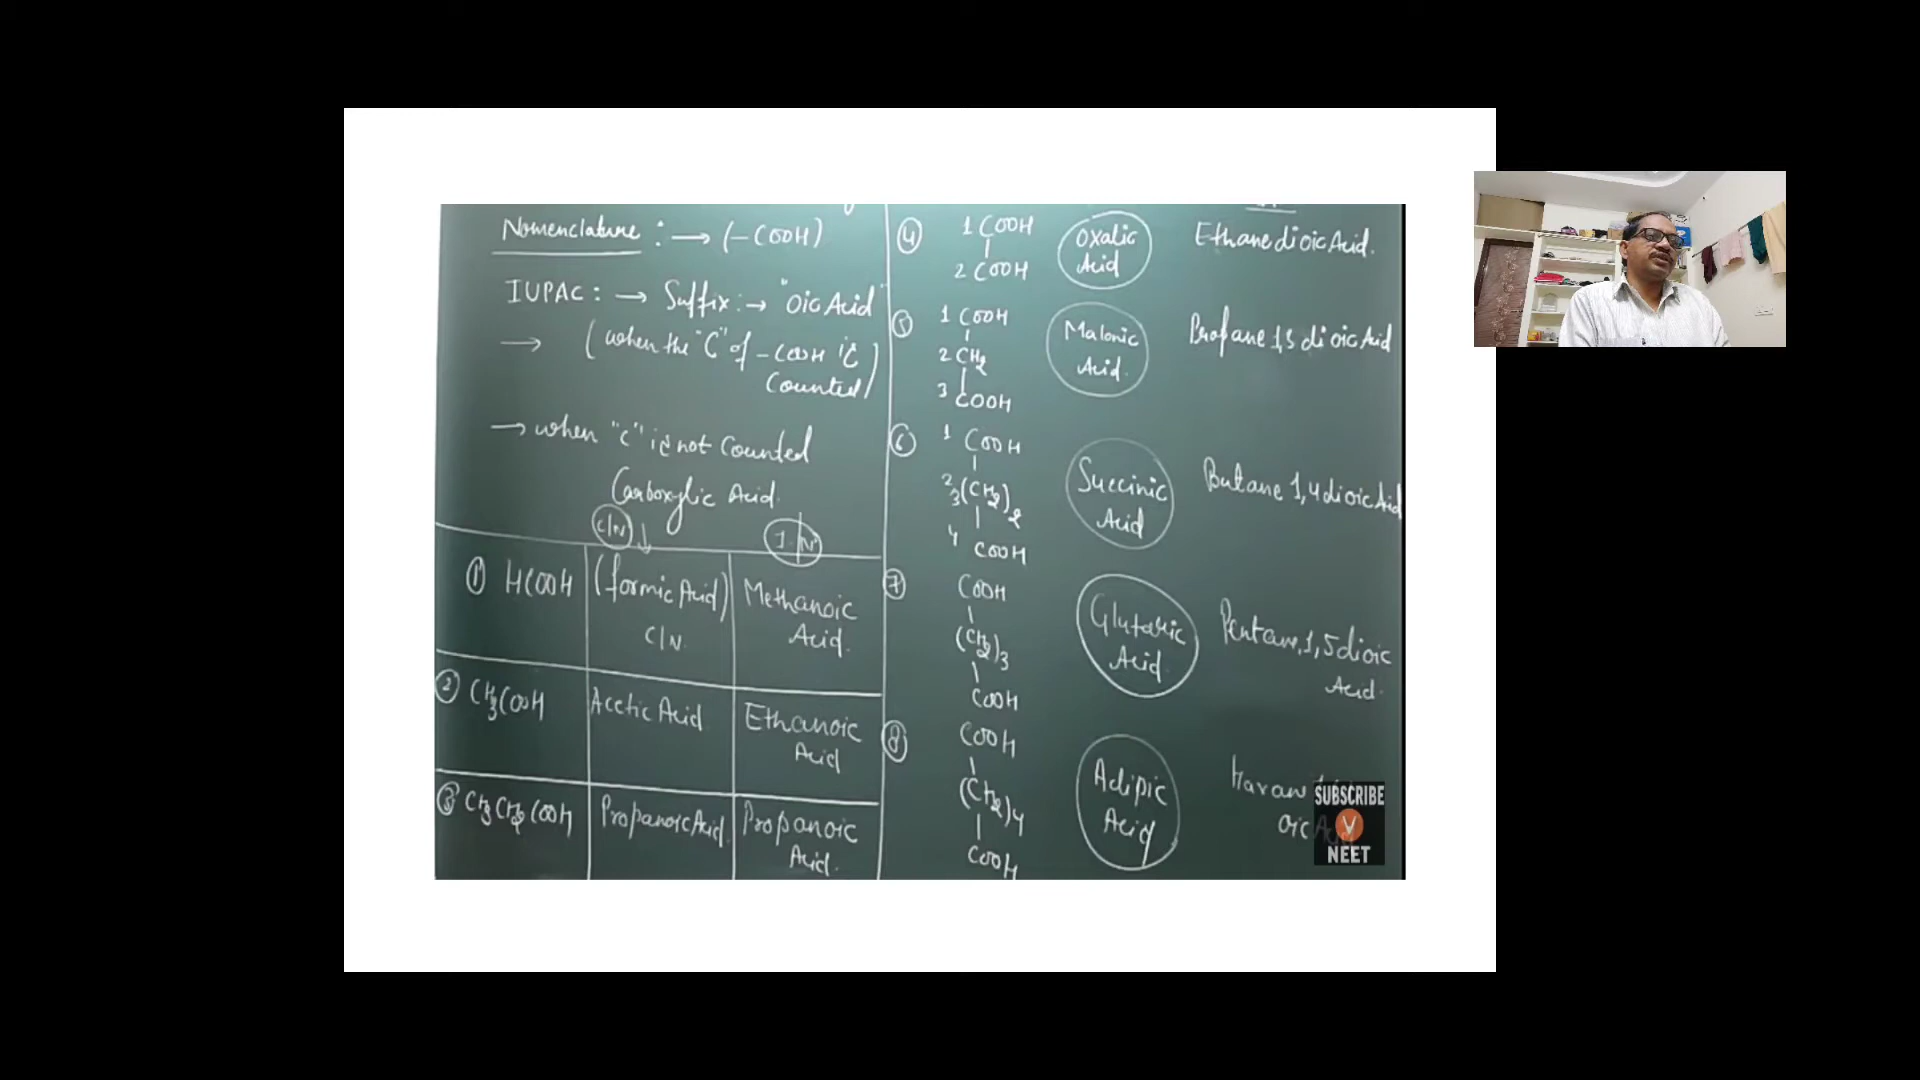 Nomenclature : → (-COOH)
IUPAC : → Suffix : → "Oic Acid"
→ (when the "C" of -COOH is
Counted)
→ when "c" is not Counted
Carboxylic Acid
C/N
I N
① HCOOH (formic Acid) Methanoic
C/N. Acid.
② CH3COOH Acetic Acid Ethanoic
Acid
③ CH3CH2COOH Propanoic Acid. Propanoic
Acid.
④ 1 COOH Oxalic Ethanedioic Acid.
2 COOH Acid
⑤ 1 COOH Malonic Propane 1,3 dioic Acid
2 CH2 Acid.
3 COOH
⑥ 1 COOH Succinic Butane 1,4 dioic Acid
2 3 (CH2)2 Acid
4 COOH
⑦ COOH Glutaric Pentane,1,5 dioic
(CH2)3 Acid Acid.
COOH
⑧ COOH
(CH2)4 Adipic
COOH Acid
oic
SUBSCRIBE
V
NEET